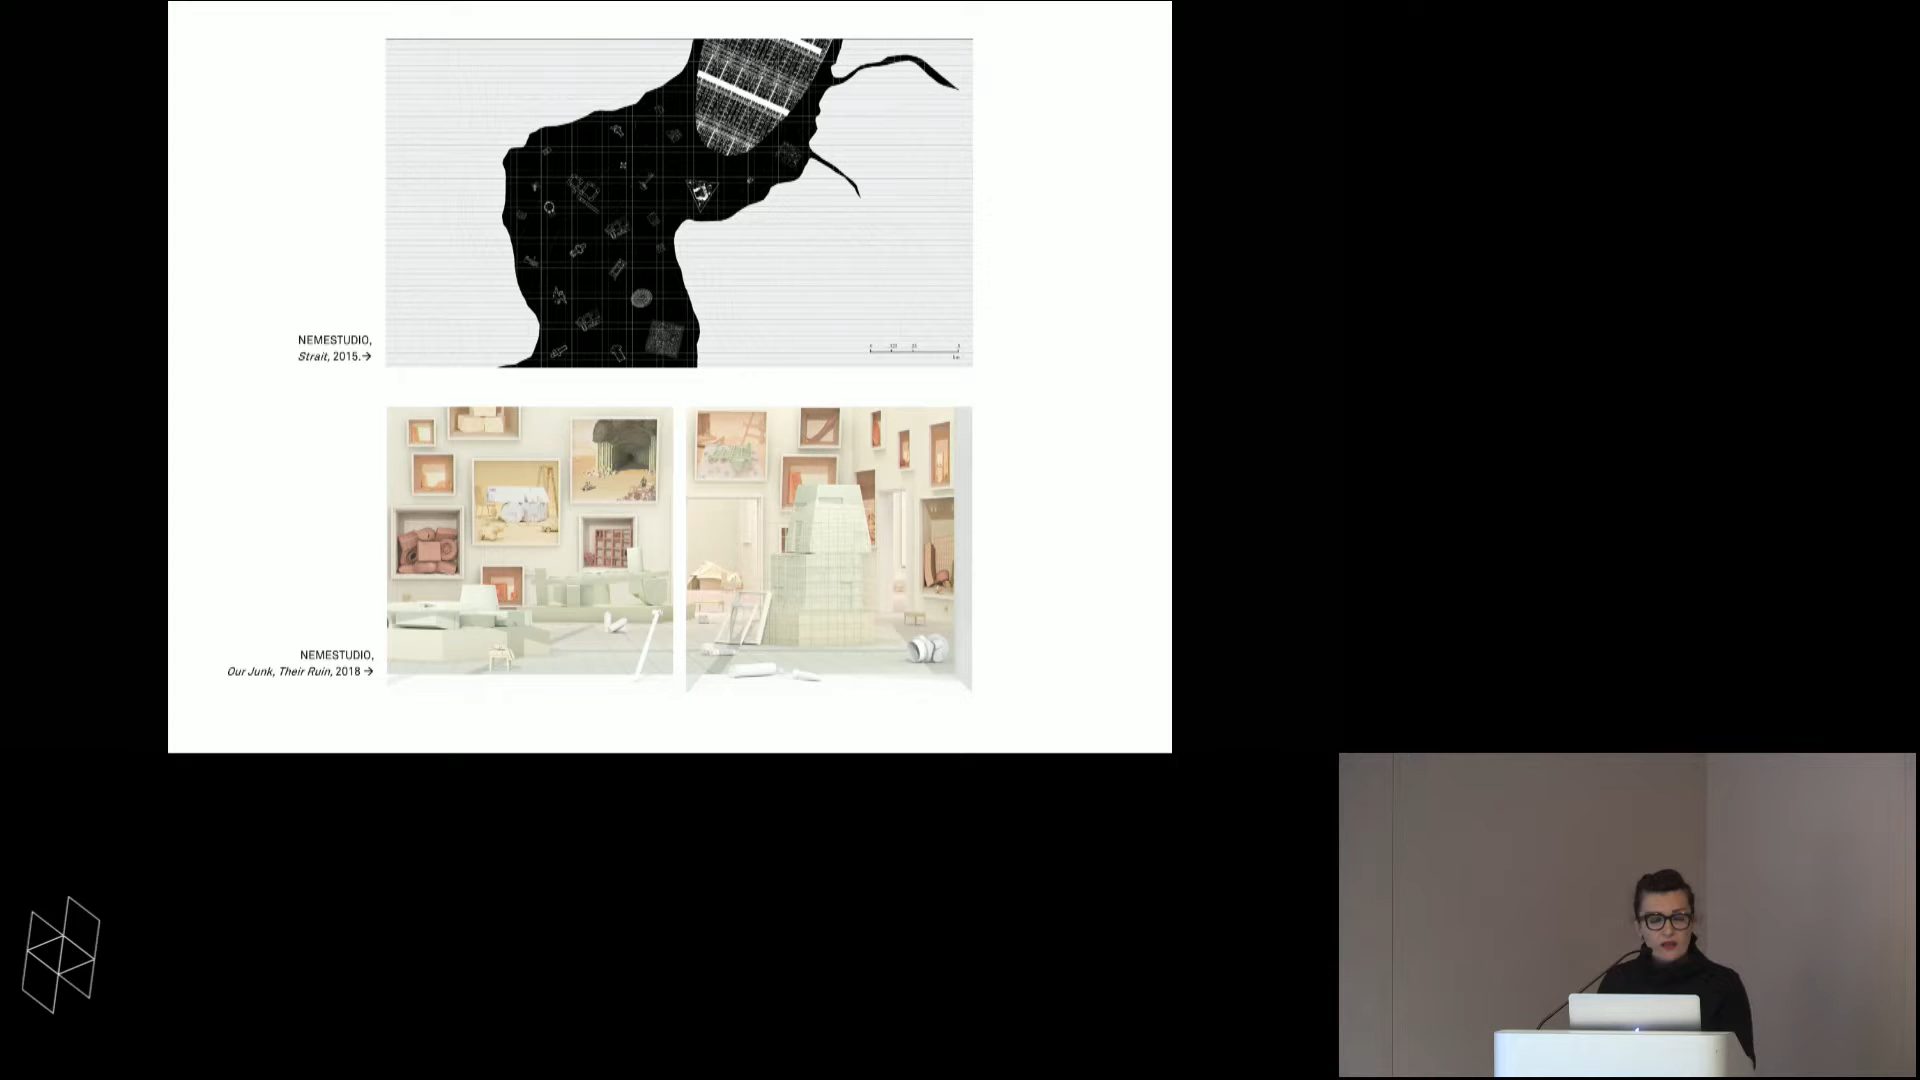 NEMESTUDIO,
Strait, 2015.→
NEMESTUDIO,
Our Junk, Their Ruin, 2018 →